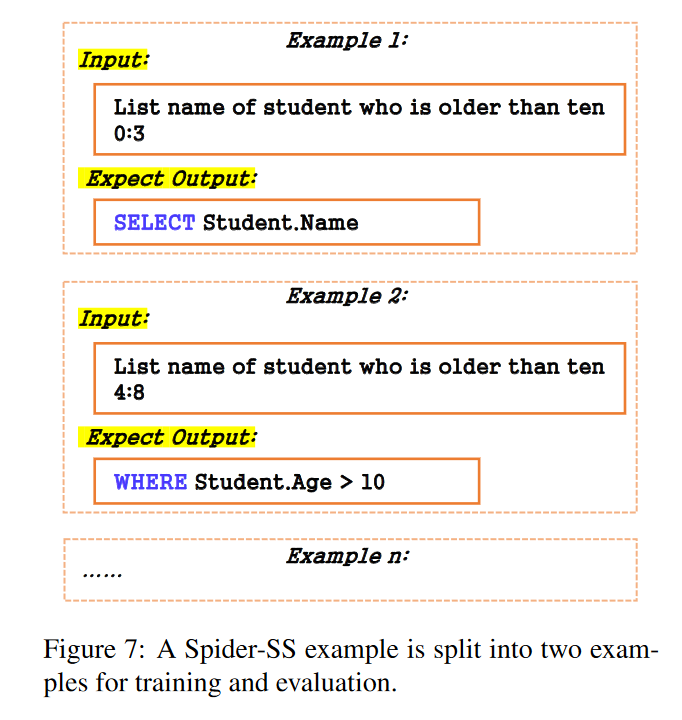 Example 1:
Input:
List name of student who is older than ten
0:3
Expect Output:
SELECT Student.Name
Example 2:
Input:
List name of student who is older than ten
4:8
Expect Output:
WHERE Student.Age > 10
Example n:
......
Figure 7: A Spider-SS example is split into two exam-
ples for training and evaluation.